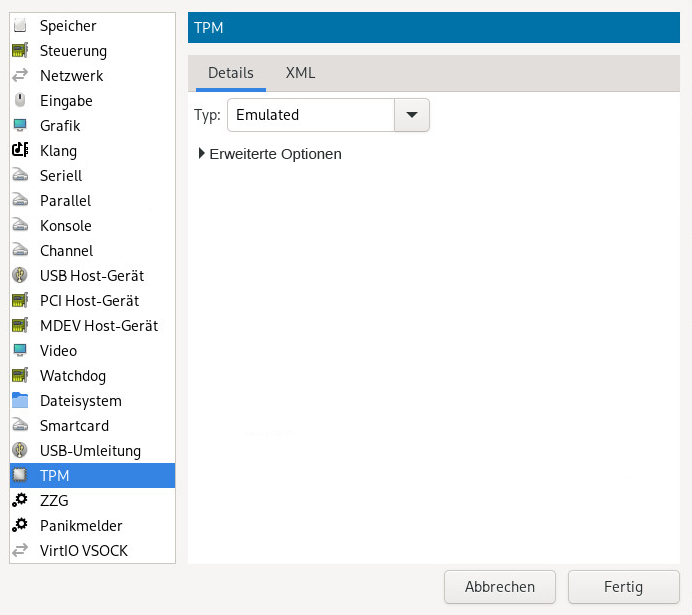 Speicher
Steuerung
Netzwerk
Eingabe
Grafik
Klang
Seriell
Parallel
Konsole
Channel
USB Host-Gerät
PCI Host-Gerät
MDEV Host-Gerät
Video
Watchdog
Dateisystem
Smartcard
USB-Umleitung
TPM
ZZG
Panikmelder
VirtIO VSOCK
TPM
Details XML
Typ: Emulated
Erweiterte Optionen
Abbrechen Fertig